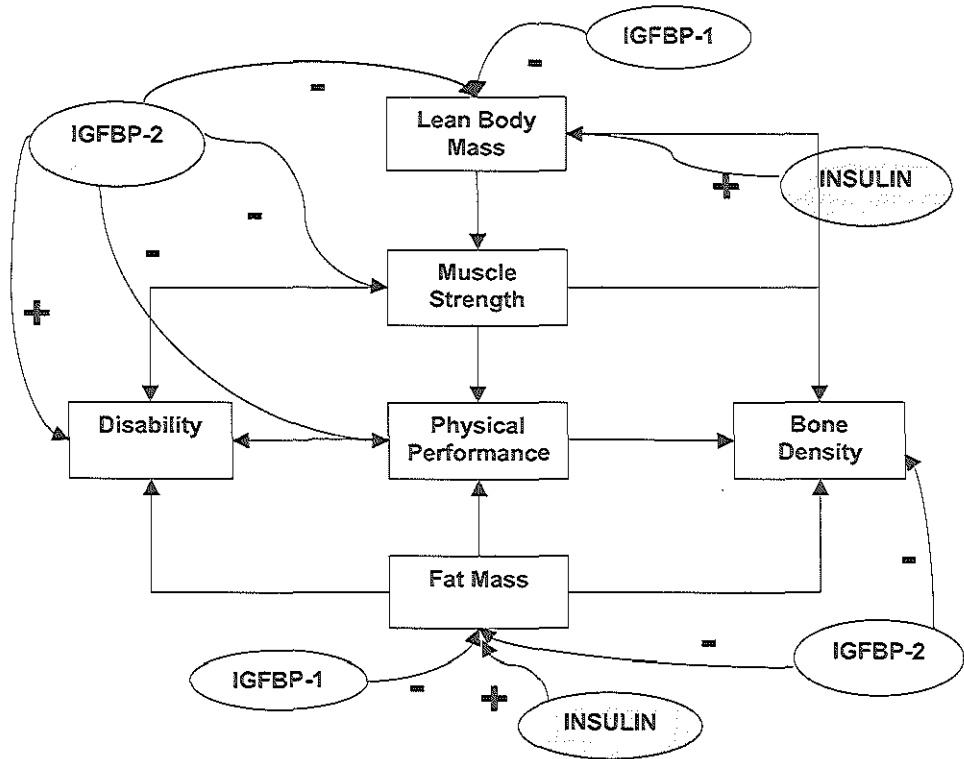 IGFBP-1
-
-
Lean Body
Mass
IGFBP-2
INSULIN
+
-
-
Muscle
Strength
+
Disability
Physical
Performance
Bone
Density
-
Fat Mass
-
IGFBP-2
IGFBP-1
-
+
INSULIN